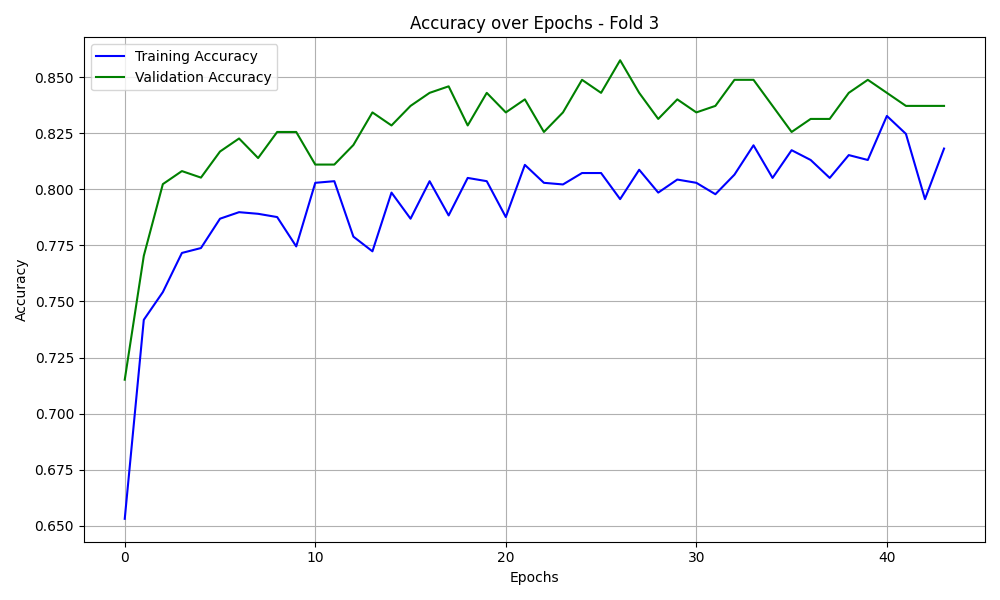 Accuracy over Epochs - Fold 3
Training Accuracy
Validation Accuracy
0.850
0.825
0.800
0.775
0.750
0.725
0.700
0.675
0.650
Accuracy
0
10
20
30
40
Epochs